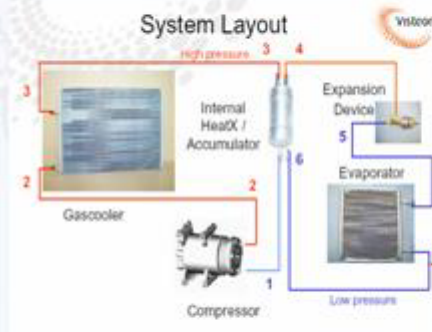 System Layout
Visteon
High pressure
3
4
3
Internal
HeatX /
Accumulator
Expansion
Device
5
6
Evaporator
2
2
Gascooler
1
Compressor
Low pressure